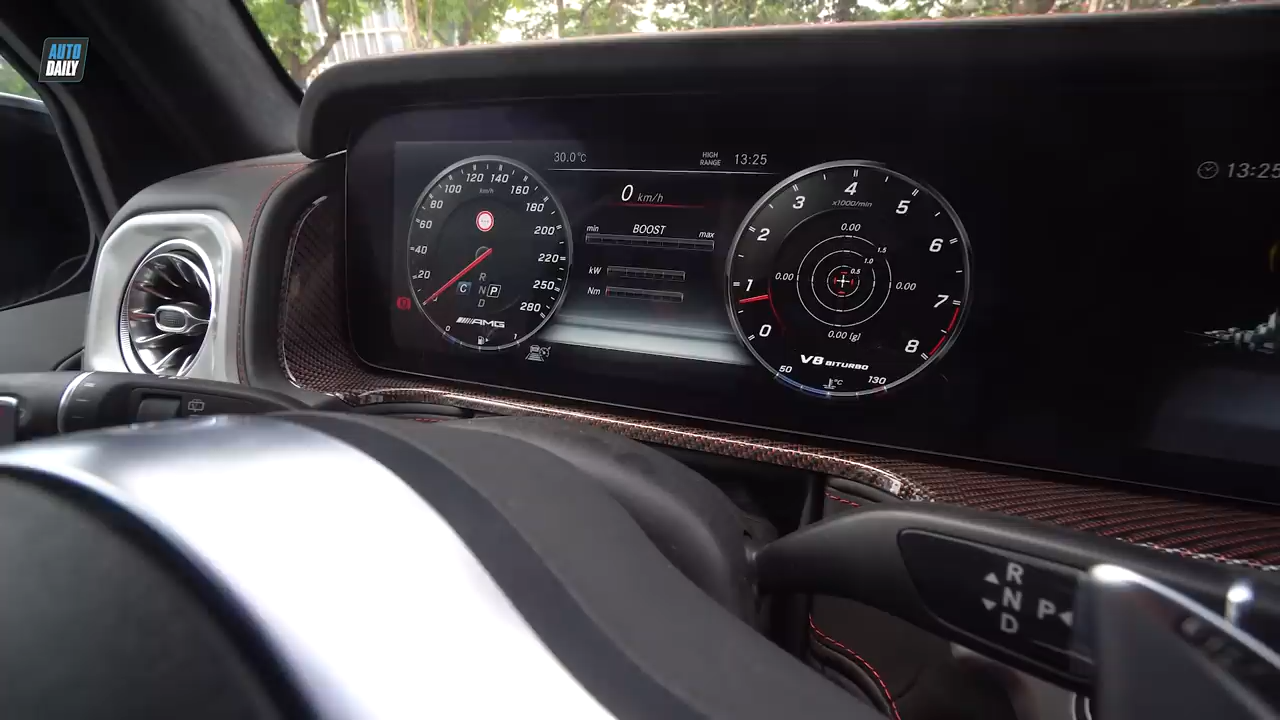 AUTO
DAILY
30.0°C
HIGH
RANGE
13:25
13:25
0 km/h
BOOST
min
max
kW
Nm
0
20
40
60
80
100
120
140
160
180
200
220
250
280
km/h
R
N
D
C
P
AMG
0
1
0
1
2
3
4
5
6
7
8
x1000/min
0.00
0.00
0.00
0.00 (g)
1.5
1.0
0.5
V8 BITURBO
50
°C
130
R
N
D
P